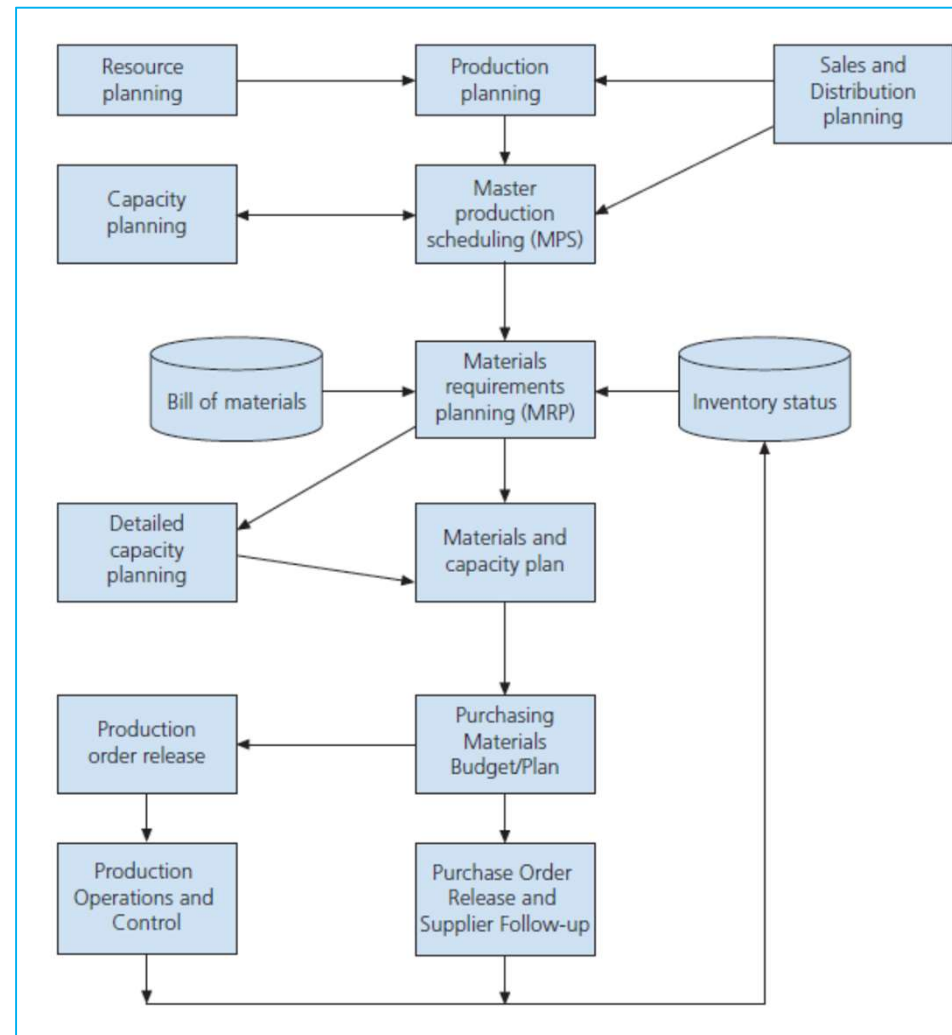 Resource
planning
Production
planning
Sales and
Distribution
planning
Capacity
planning
Master
production
scheduling (MPS)
Bill of materials
Materials
requirements
planning (MRP)
Inventory status
Detailed
capacity
planning
Materials and
capacity plan
Production
order release
Purchasing
Materials
Budget/Plan
Production
Operations and
Control
Purchase Order
Release and
Supplier Follow-up